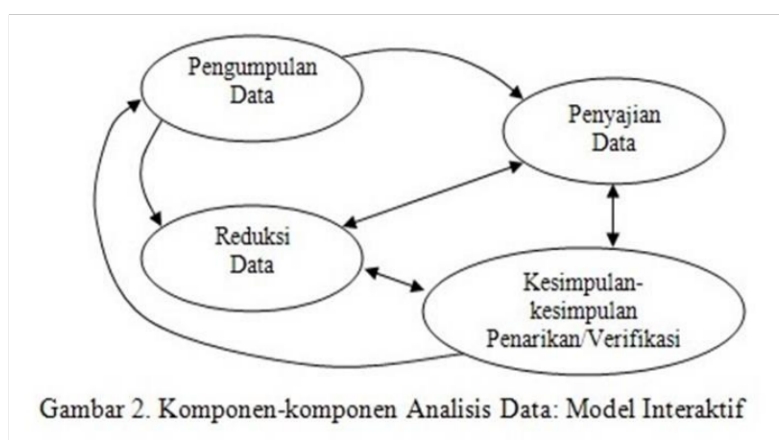 Pengumpulan
Data
Penyajian
Data
Reduksi
Data
Kesimpulan-
kesimpulan
Penarikan/Verifikasi
Gambar 2. Komponen-komponen Analisis Data: Model Interaktif